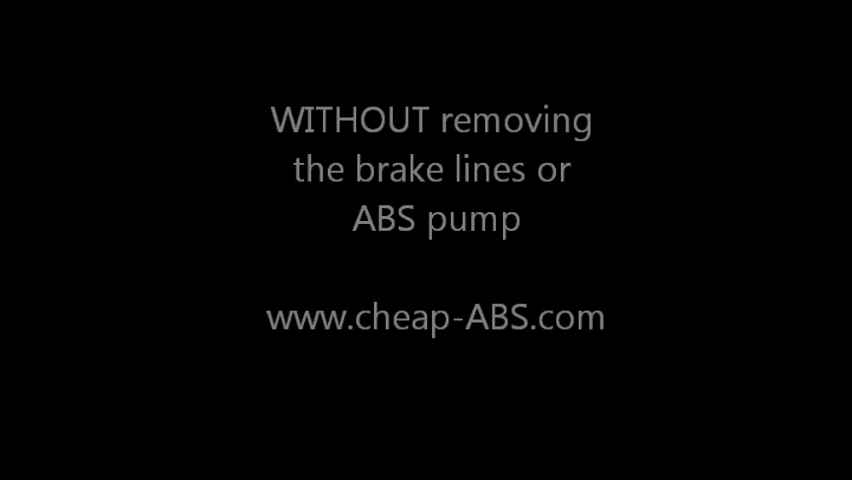 WITHOUT removing
the brake lines or
ABS pump
www.cheap-ABS.com